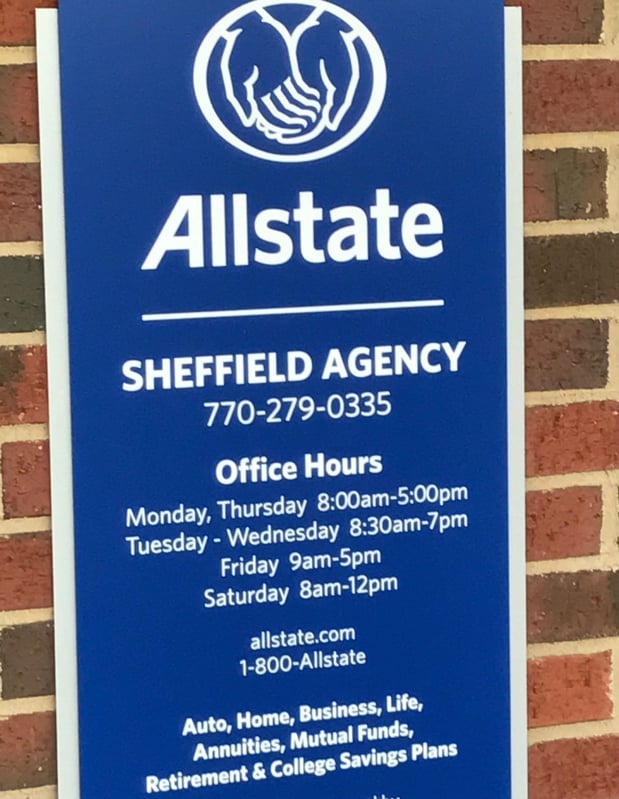 Allstate
SHEFFIELD AGENCY
770-279-0335
Office Hours
Monday, Thursday 8:00am-5:00pm
Tuesday - Wednesday 8:30am-7pm
Friday 9am-5pm
Saturday 8am-12pm
allstate.com
1-800-Allstate
Auto, Home, Business, Life,
Annuities, Mutual Funds,
Retirement & College Savings Plans